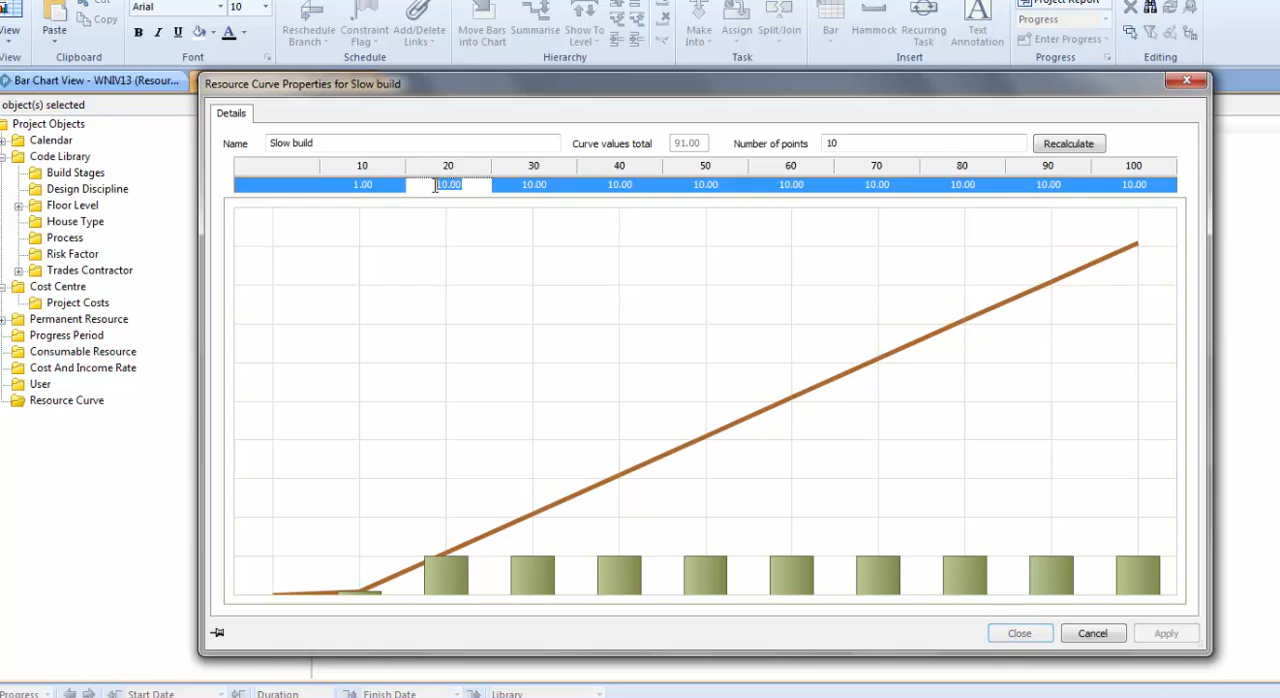 Cut
Arial
10
Project Report
View
Paste
Copy
Reschedule Branch
Constraint Flag
Add/Delete Links
Move Bars into Chart
Summarise
Show To Level
Make Into
Assign
Split/Join
Bar
Hammock
Recurring Task
Text Annotation
Progress
Enter Progress
B I U A
View
Clipboard
Font
Schedule
Hierarchy
Task
Insert
Progress
Editing
Bar Chart View - WNIV13 (Resour...
object(s) selected
Project Objects
Calendar
Code Library
Build Stages
Design Discipline
Floor Level
House Type
Process
Risk Factor
Trades Contractor
Cost Centre
Project Costs
Permanent Resource
Progress Period
Consumable Resource
Cost And Income Rate
User
Resource Curve
Resource Curve Properties for Slow build
Details
Name Slow build Curve values total 91.00 Number of points 10 Recalculate
10 20 30 40 50 60 70 80 90 100
1.00 10.00 10.00 10.00 10.00 10.00 10.00 10.00 10.00 10.00
Close Cancel Apply
Progress Start Date Duration Finish Date Library